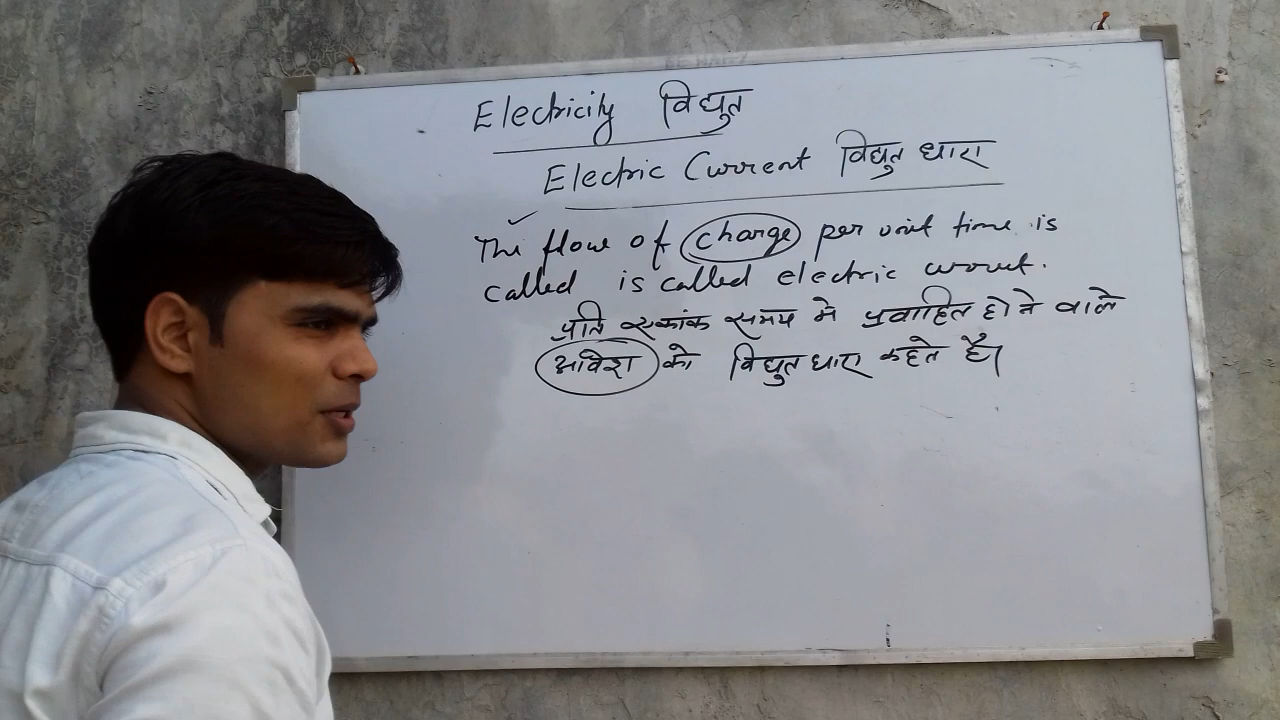 Electricity विद्युत
Electric Current विद्युत धारा
The flow of charge per unit time is
called is called electric current.
प्रति एकांक समय मे प्रवाहित होने वाले
आवेश को विद्युत धारा कहते है।